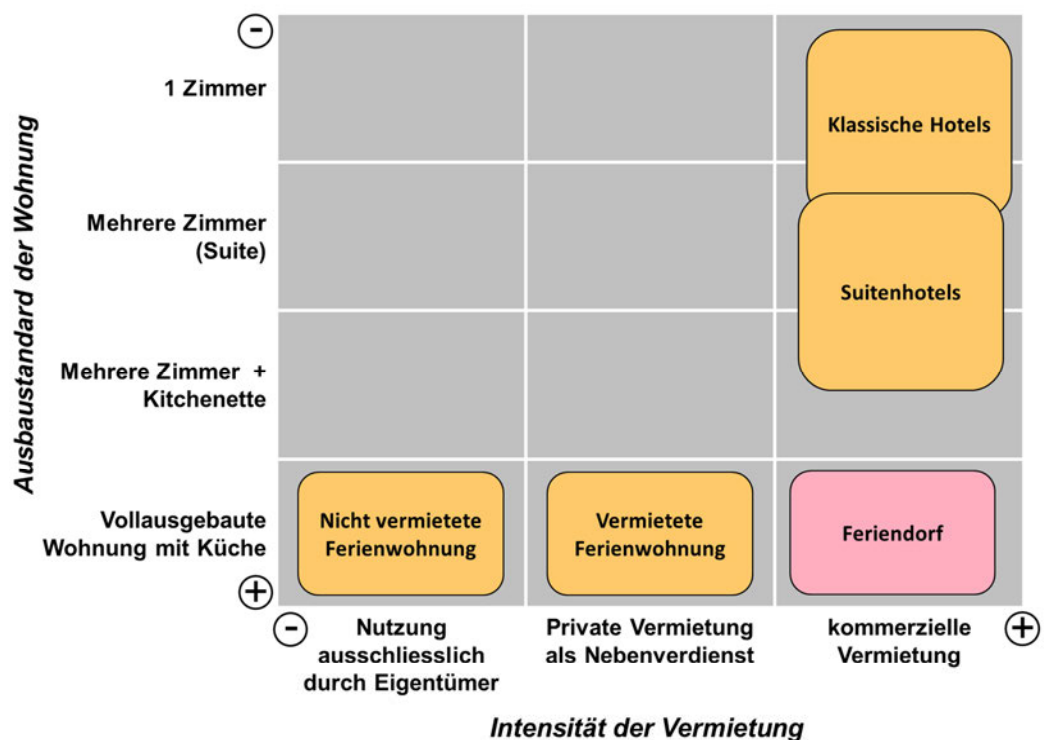 -
1 Zimmer
Klassische Hotels
Mehrere Zimmer
(Suite)
Suitenhotels
Mehrere Zimmer +
Kitchenette
Vollausgebaute
Wohnung mit Küche
+
Ausbaustandard der Wohnung
Nicht vermietete
Ferienwohnung
Vermietete
Ferienwohnung
Feriendorf
-
Nutzung
ausschliesslich
durch Eigentümer
Private Vermietung
als Nebenverdienst
kommerzielle
Vermietung
+
Intensität der Vermietung